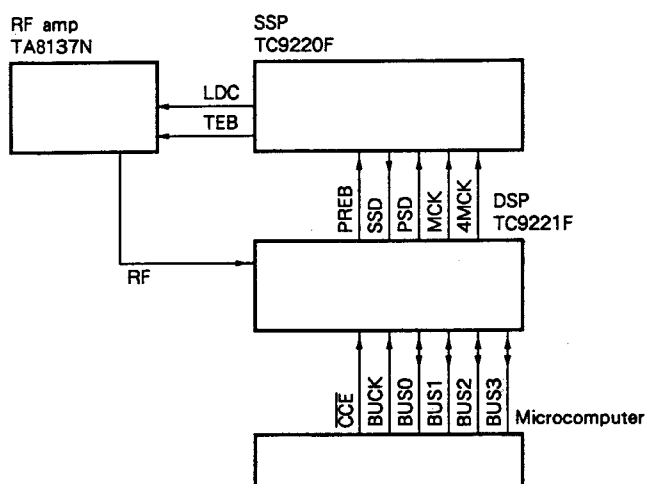 RF amp
TA8137N
SSP
TC9220F
LDC
TEB
PREB
SSD
PSD
MCK
4MCK
DSP
TC9221F
RF
C̅C̅E̅
BUCK
BUS0
BUS1
BUS2
BUS3
Microcomputer